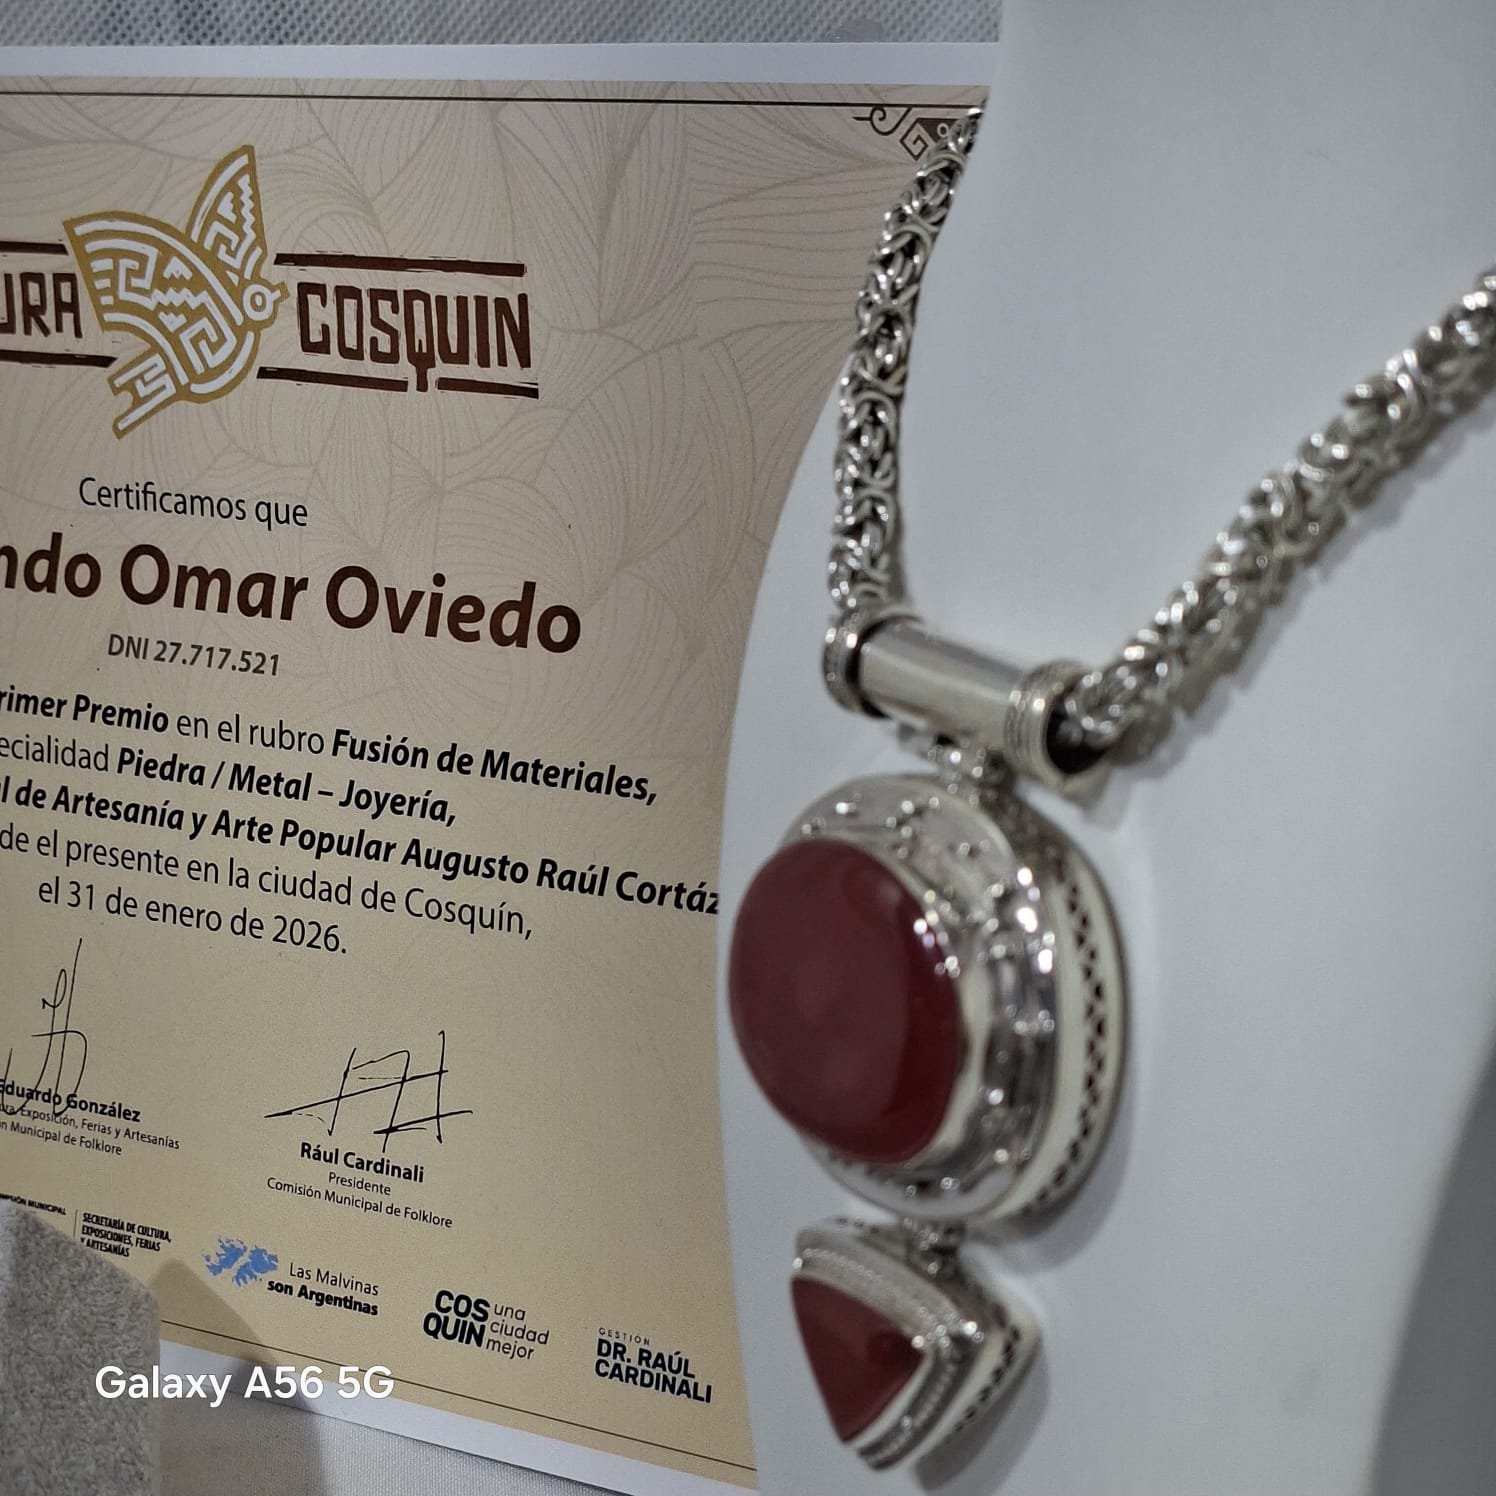 URA COSQUIN
Certificamos que
ndo Omar Oviedo
DNI 27.717.521
rimer Premio en el rubro Fusión de Materiales,
ecialidad Piedra / Metal – Joyería,
l de Artesanía y Arte Popular Augusto Raúl Cortáz
de el presente en la ciudad de Cosquín,
el 31 de enero de 2026.
Eduardo González
Exposición, Ferias y Artesanías
n Municipal de Folklore
Rául Cardinali
Presidente
Comisión Municipal de Folklore
MUNICIPAL
SECRETARÍA DE CULTURA,
EXPOSICIONES, FERIAS
Y ARTESANÍAS
Las Malvinas
son Argentinas
COS una
QUIN ciudad
mejor
GESTIÓN
DR. RAÚL
CARDINALI
Galaxy A56 5G